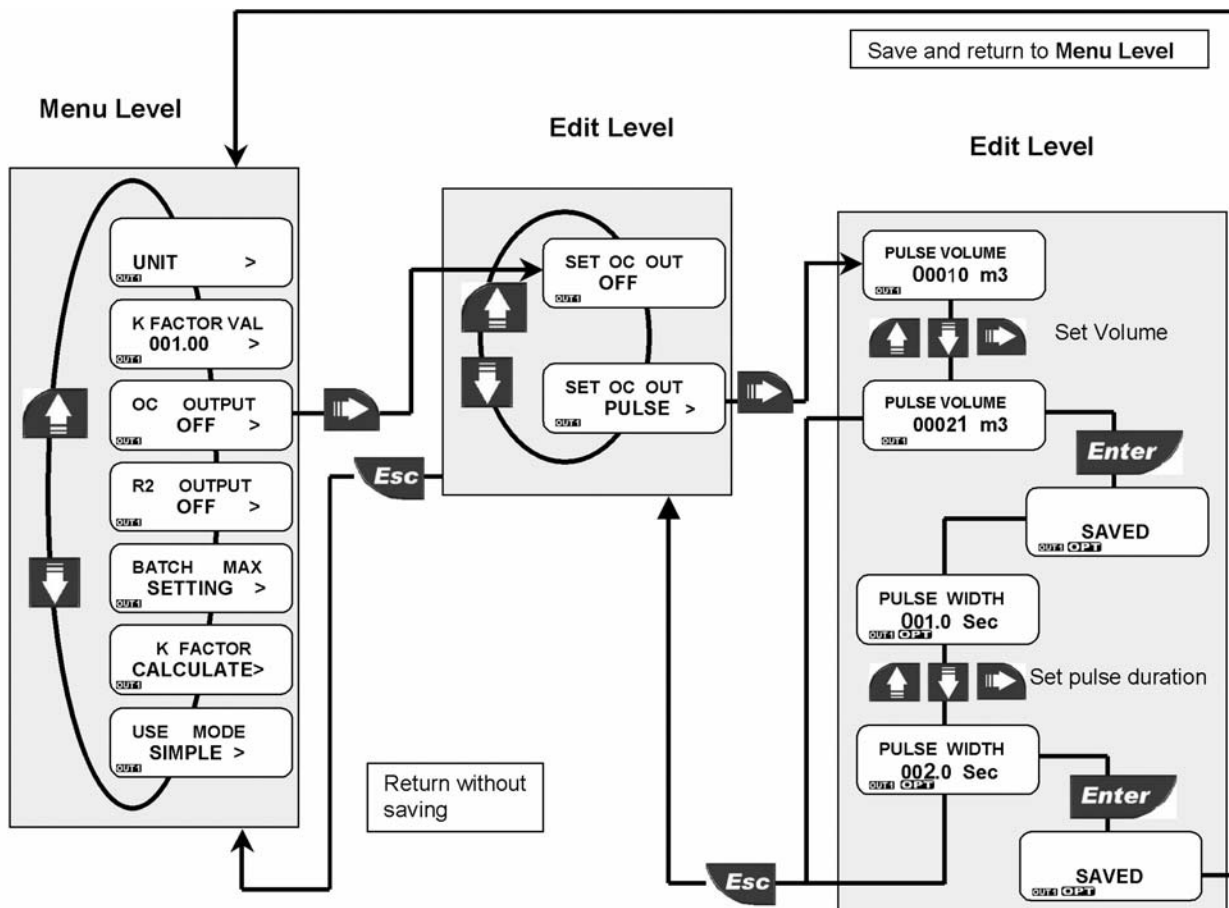 Save and return to Menu Level
Menu Level
Edit Level
Edit Level
UNIT >
OUT1
K FACTOR VAL
001.00 >
OUT1
OC OUTPUT
OFF >
OUT1
R2 OUTPUT
OFF >
OUT1
BATCH MAX
SETTING >
OUT1
K FACTOR
CALCULATE>
OUT1
USE MODE
SIMPLE >
OUT1
SET OC OUT
OFF
OUT1
SET OC OUT
PULSE >
OUT1
Esc
Return without
saving
PULSE VOLUME
00010 m3
OUT1
Set Volume
PULSE VOLUME
00021 m3
OUT1
Enter
SAVED
OUT1 OPT
PULSE WIDTH
001.0 Sec
OUT1 OPT
Set pulse duration
PULSE WIDTH
002.0 Sec
OUT1 OPT
Enter
SAVED
OUT1 OPT
Esc